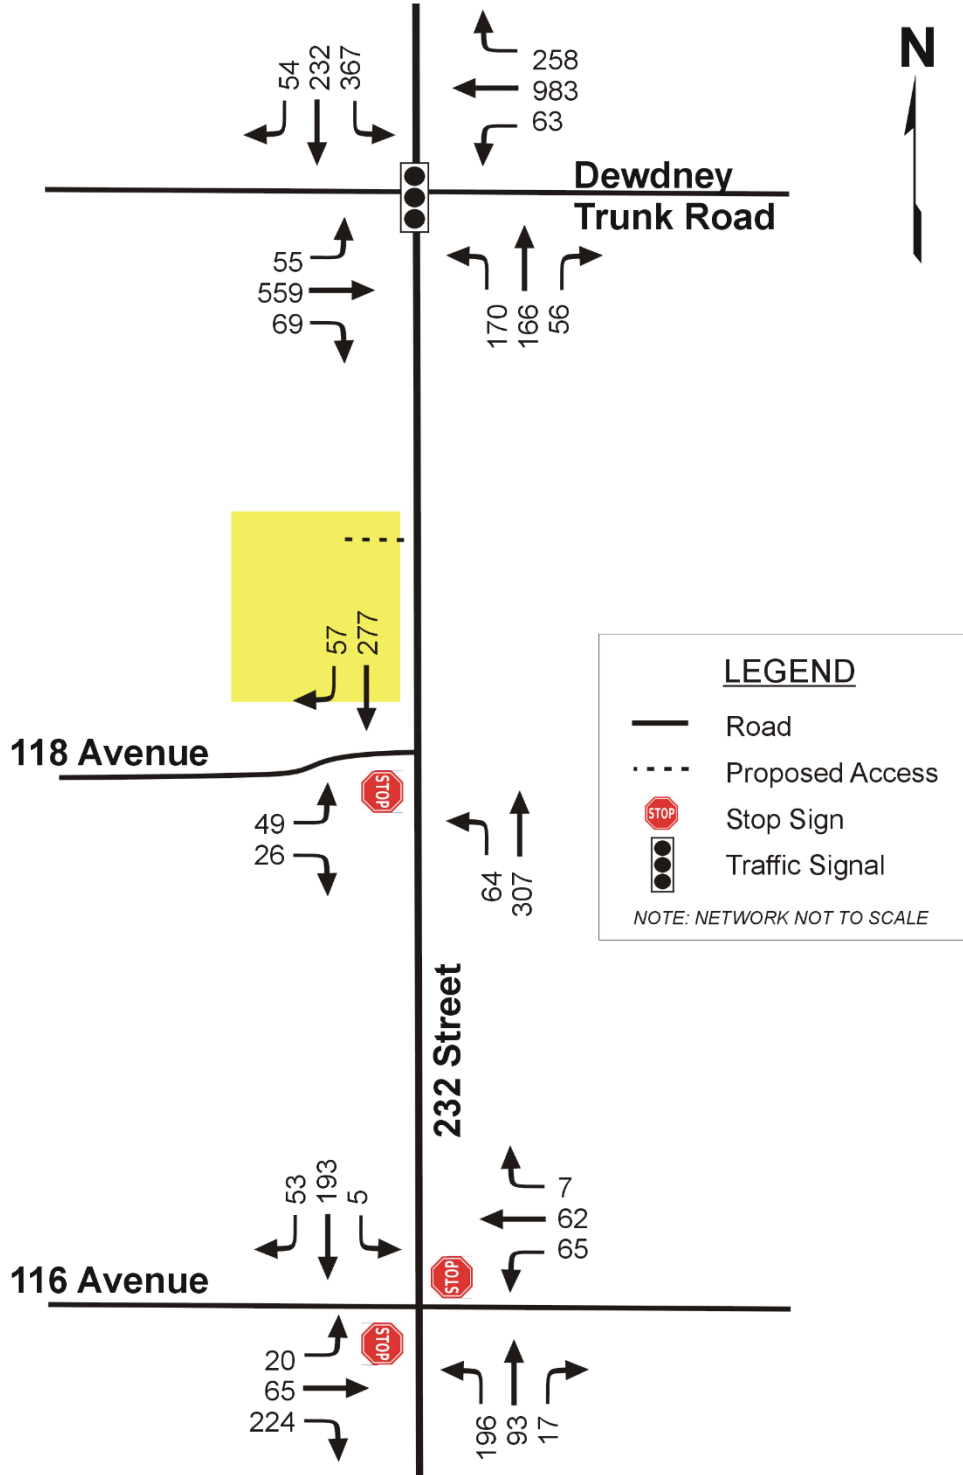 N
54
232
367
258
983
63
Dewdney
Trunk Road
55
559
69
170
166
56
57
277
118 Avenue
STOP
49
26
64
307
LEGEND
Road
Proposed Access
STOP
Stop Sign
Traffic Signal
NOTE: NETWORK NOT TO SCALE
232 Street
53
193
5
7
62
65
116 Avenue
STOP
STOP
20
65
224
196
93
17